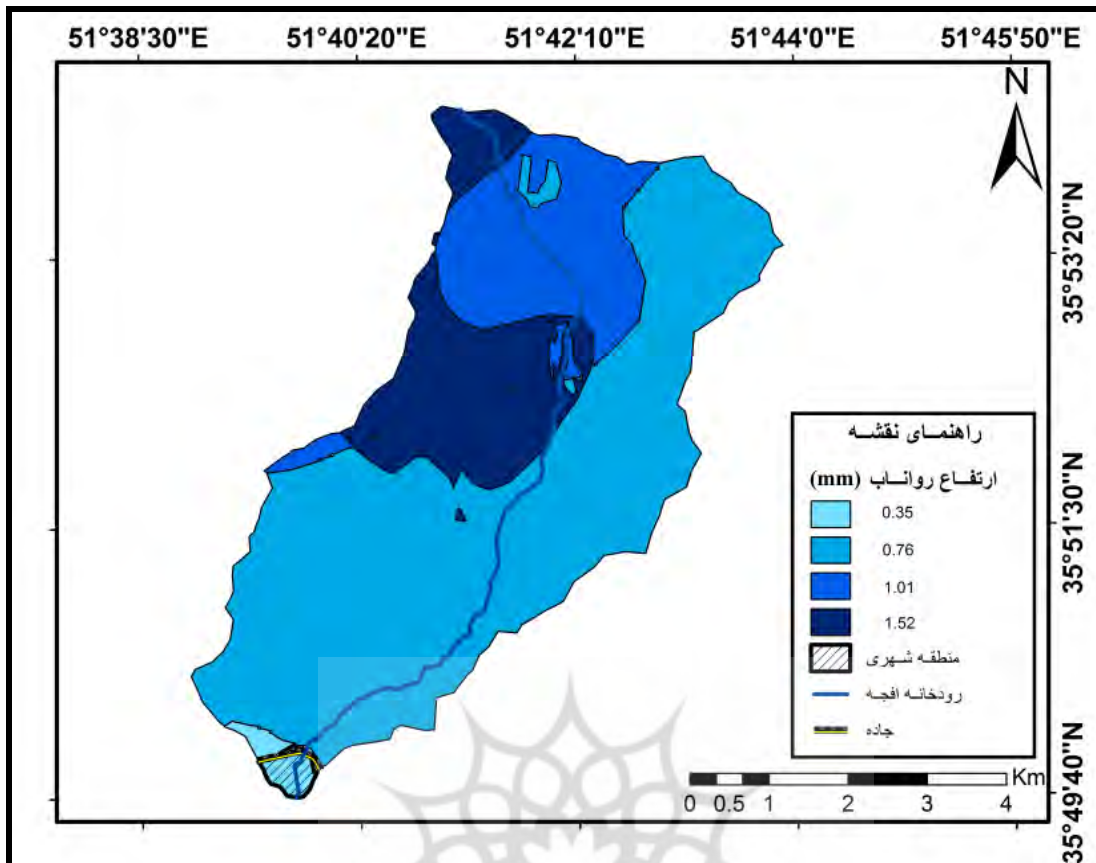 51°38'30"E 51°40'20"E 51°42'10"E 51°44'0"E 51°45'50"E
N
35°53'20"N
35°51'30"N
35°49'40"N
راهنمای نقشه
ارتفاع رواناب (mm)
0.35
0.76
1.01
1.52
منطقه شهری
رودخانه افجه
جاده
Km
0 0.5 1 2 3 4